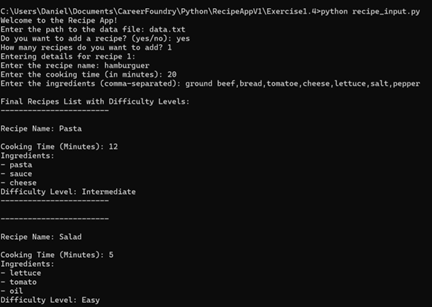 C:\Users\Daniel\Documents\CareerFoundry\Python\RecipeAppV1\Exercise1.4>python recipe_input.py
Welcome to the Recipe App!
Enter the path to the data file: data.txt
Do you want to add a recipe? (yes/no): yes
How many recipes do you want to add? 1
Entering details for recipe 1:
Enter the recipe name: hamburguer
Enter the cooking time (in minutes): 20
Enter the ingredients (comma-separated): ground beef,bread,tomatoe,cheese,lettuce,salt,pepper
Final Recipes List with Difficulty Levels:
------------------------
Recipe Name: Pasta
Cooking Time (Minutes): 12
Ingredients:
- pasta
- sauce
- cheese
Difficulty Level: Intermediate
------------------------
------------------------
Recipe Name: Salad
Cooking Time (Minutes): 5
Ingredients:
- lettuce
- tomato
- oil
Difficulty Level: Easy